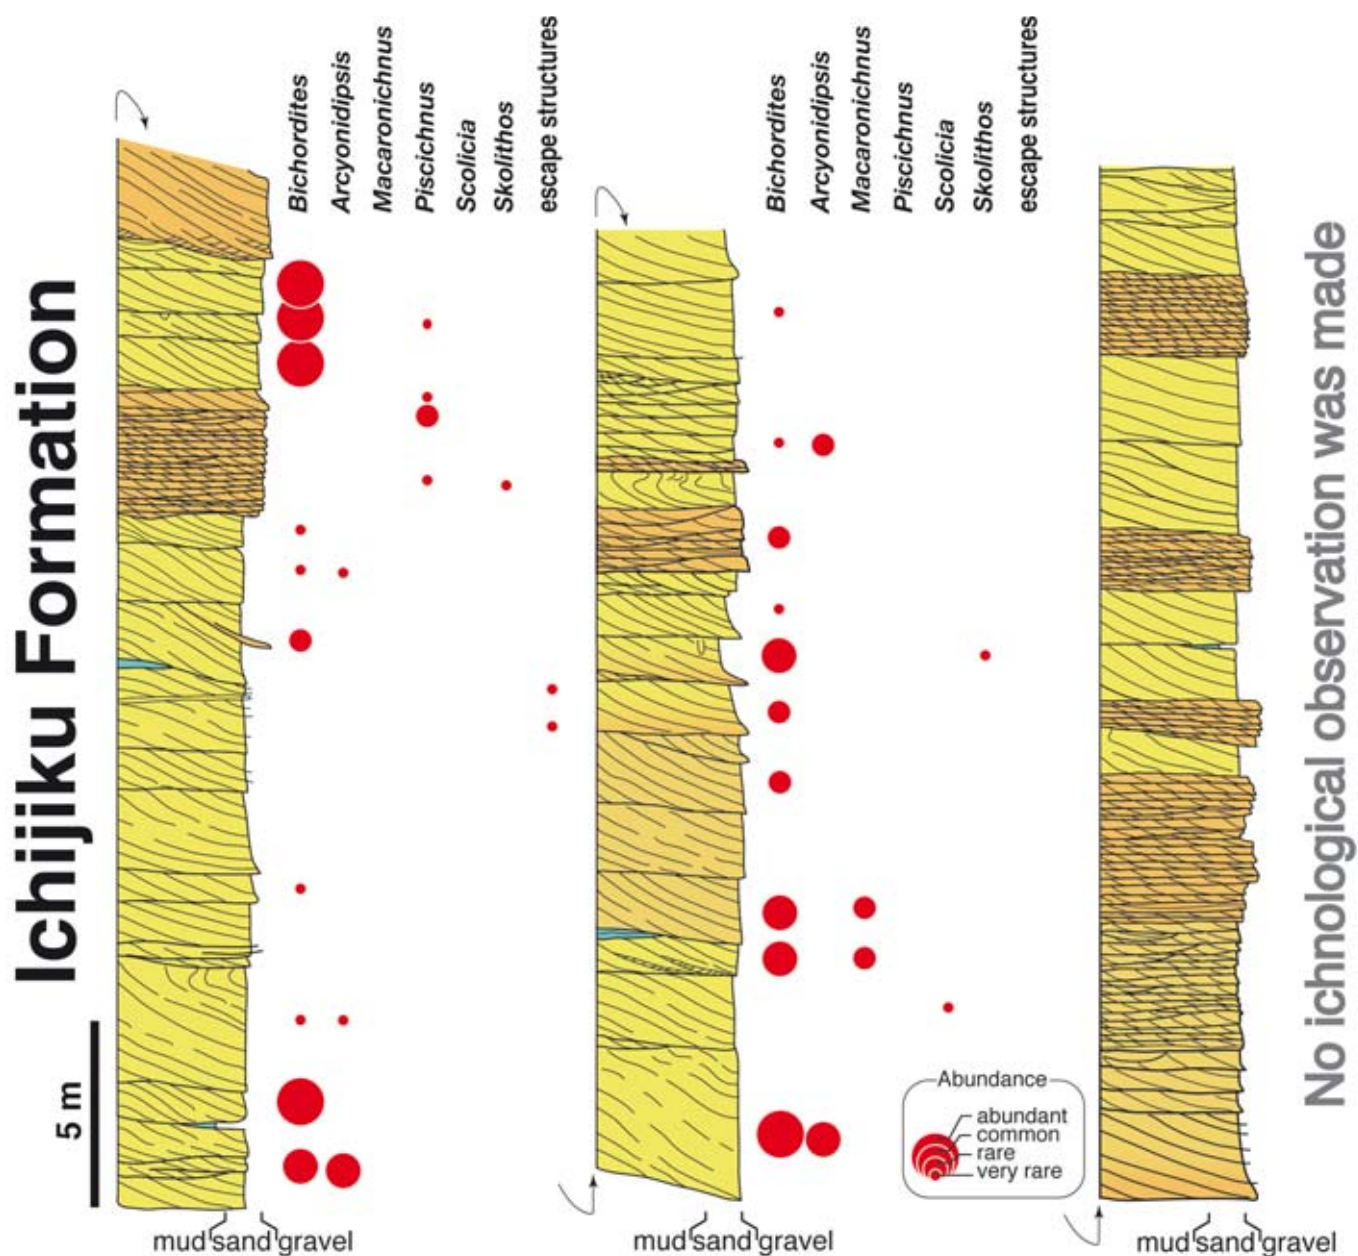 Ichijiku Formation
5 m
Bichordites
Arcyonidipsis
Macaronichnus
Piscichnus
Scolicia
Skolithos
escape structures
mud sand gravel
Bichordites
Arcyonidipsis
Macaronichnus
Piscichnus
Scolicia
Skolithos
escape structures
Abundance
abundant
common
rare
very rare
mud sand gravel
mud sand gravel
No ichnological observation was made